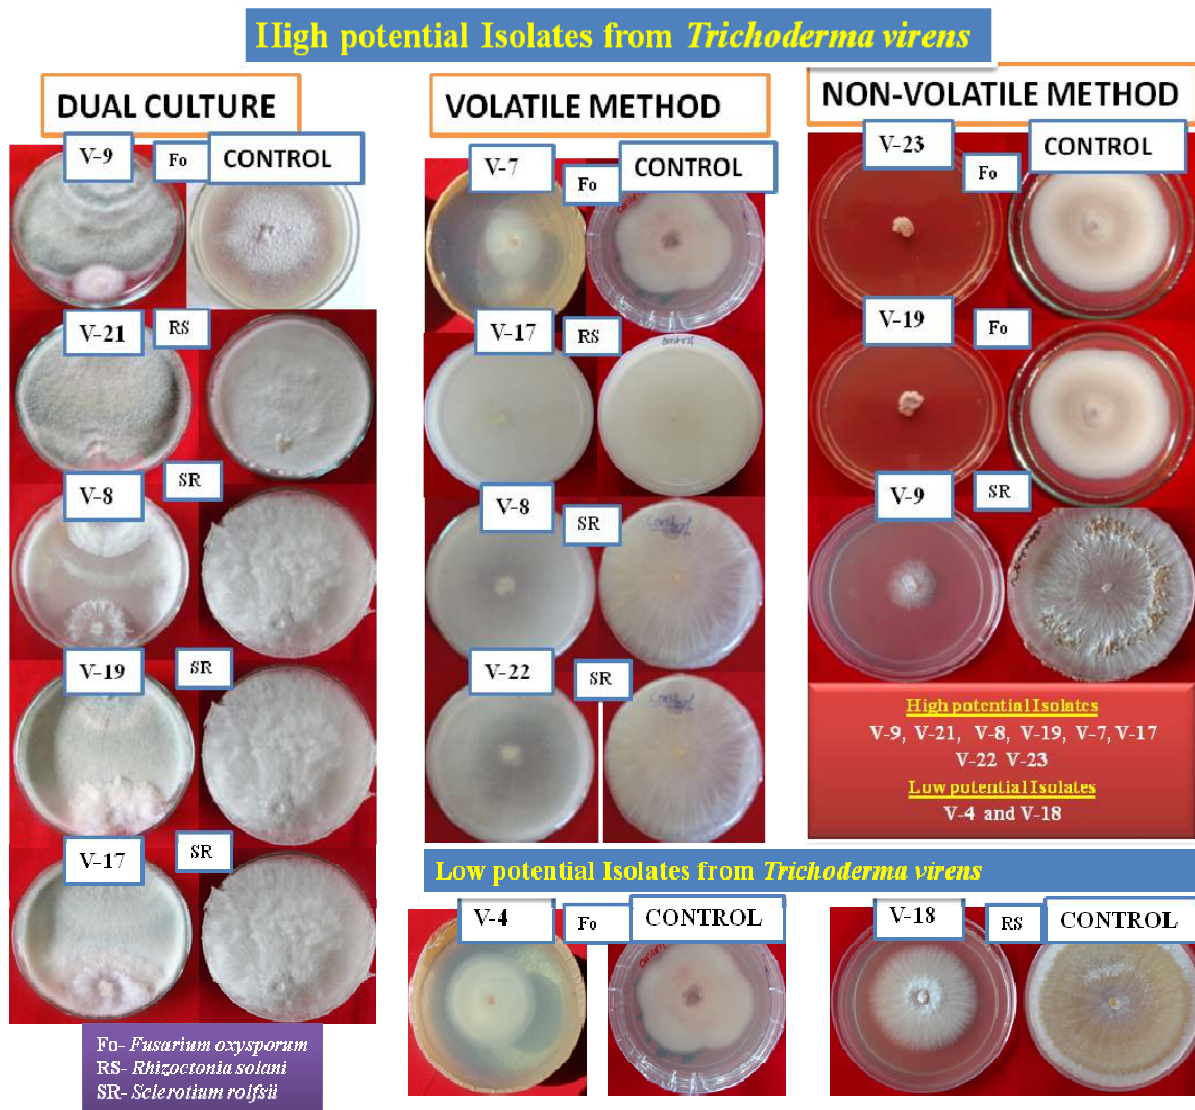 High potential Isolates from Trichoderma virens
DUAL CULTURE
V-9
Fo
CONTROL
V-21
RS
V-8
SR
V-19
SR
V-17
SR
Fo- Fusarium oxysporum
RS- Rhizoctonia solani
SR- Sclerotium rolfsii
VOLATILE METHOD
V-7
Fo
CONTROL
V-17
RS
V-8
SR
Control
V-22
SR
Control
NON-VOLATILE METHOD
V-23
Fo
CONTROL
V-19
Fo
V-9
SR
High potential Isolates
V-9, V-21, V-8, V-19, V-7, V-17
V-22 V-23
Low potential Isolates
V-4 and V-18
Low potential Isolates from Trichoderma virens
V-4
Fo
CONTROL
V-18
RS
CONTROL